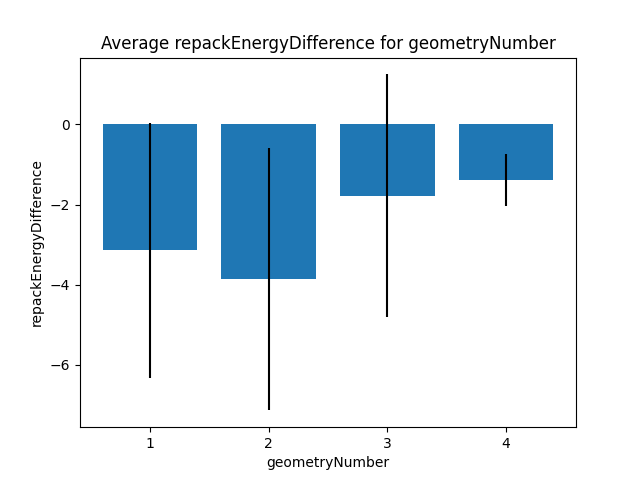 Average repackEnergyDifference for geometryNumber
repackEnergyDifference
0
−2
−4
−6
1 2 3 4
geometryNumber